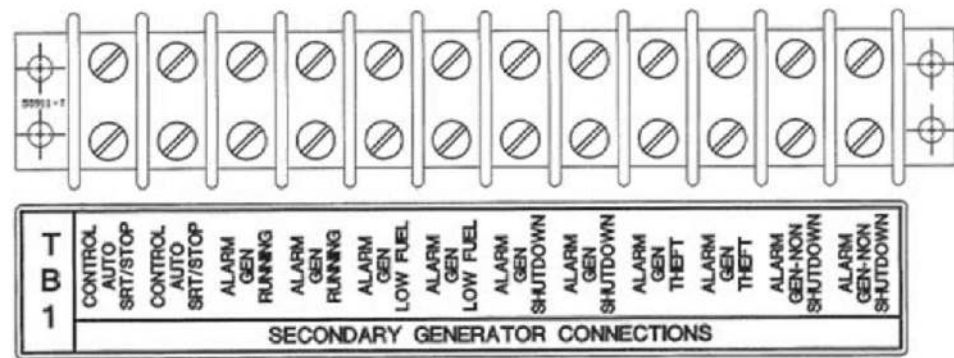 55911-T
T
B
1
CONTROL
AUTO
SRT/STOP
CONTROL
AUTO
SRT/STOP
ALARM
GEN
RUNNING
ALARM
GEN
RUNNING
ALARM
GEN
LOW FUEL
ALARM
GEN
LOW FUEL
ALARM
GEN
SHUTDOWN
ALARM
GEN
SHUTDOWN
ALARM
GEN
THEFT
ALARM
GEN
THEFT
ALARM
GEN-NON
SHUTDOWN
ALARM
GEN-NON
SHUTDOWN
SECONDARY GENERATOR CONNECTIONS